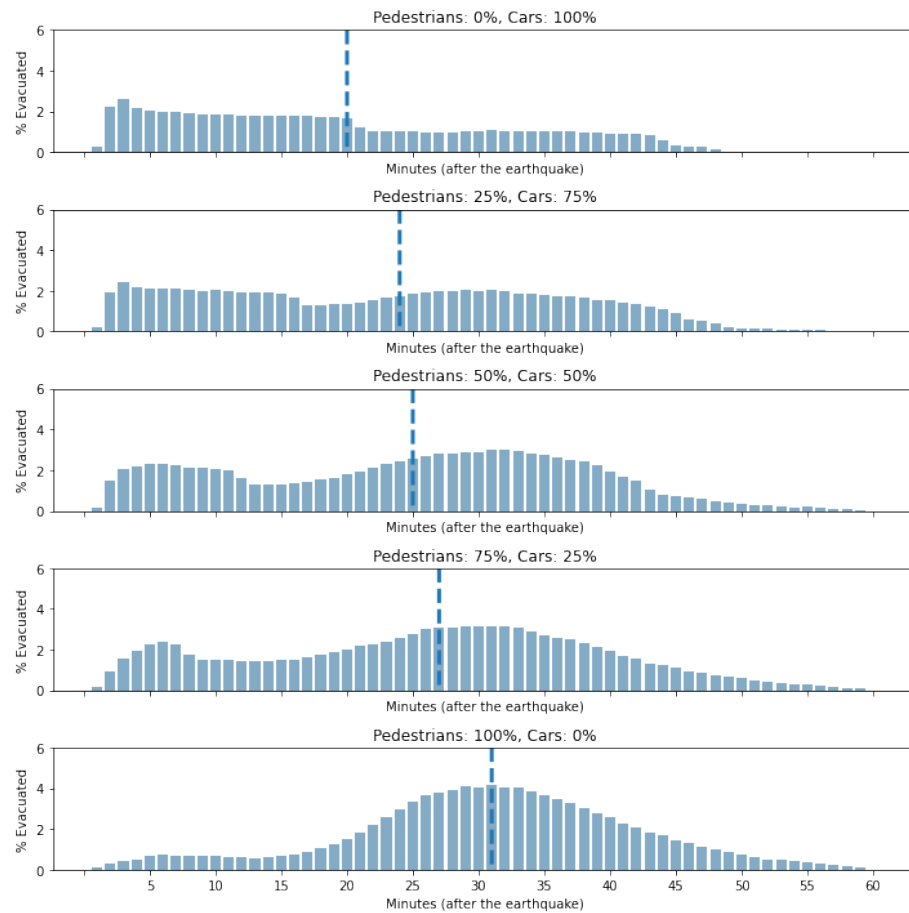 Pedestrians: 0%, Cars: 100%
6
4
2
0
% Evacuated
Minutes (after the earthquake)
Pedestrians: 25%, Cars: 75%
6
4
2
0
% Evacuated
Minutes (after the earthquake)
Pedestrians: 50%, Cars: 50%
6
4
2
0
% Evacuated
Minutes (after the earthquake)
Pedestrians: 75%, Cars: 25%
6
4
2
0
% Evacuated
Minutes (after the earthquake)
Pedestrians: 100%, Cars: 0%
6
4
2
0
% Evacuated
5 10 15 20 25 30 35 40 45 50 55 60
Minutes (after the earthquake)